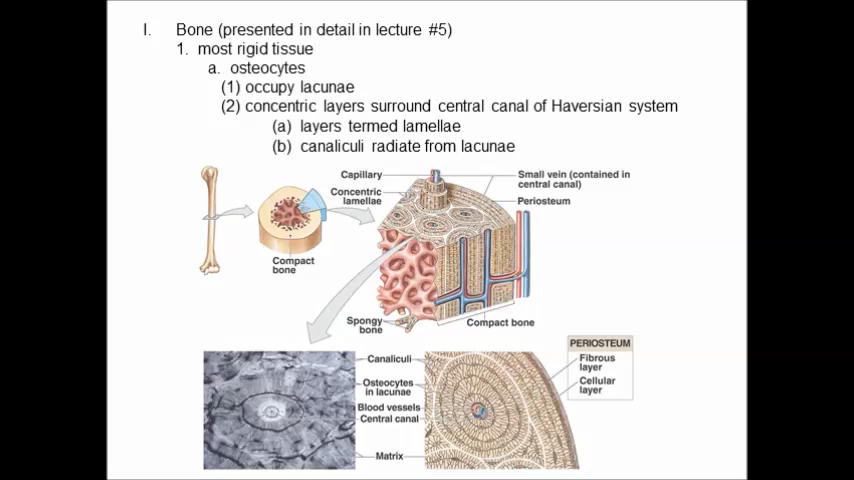 I. Bone (presented in detail in lecture #5)
1. most rigid tissue
a. osteocytes
(1) occupy lacunae
(2) concentric layers surround central canal of Haversian system
(a) layers termed lamellae
(b) canaliculi radiate from lacunae
Capillary
Concentric
lamellae
Small vein (contained in
central canal)
Periosteum
Compact
bone
Spongy
bone
Compact bone
PERIOSTEUM
Fibrous
layer
Cellular
layer
Canaliculi
Osteocytes
in lacunae
Blood vessels
Central canal
Matrix